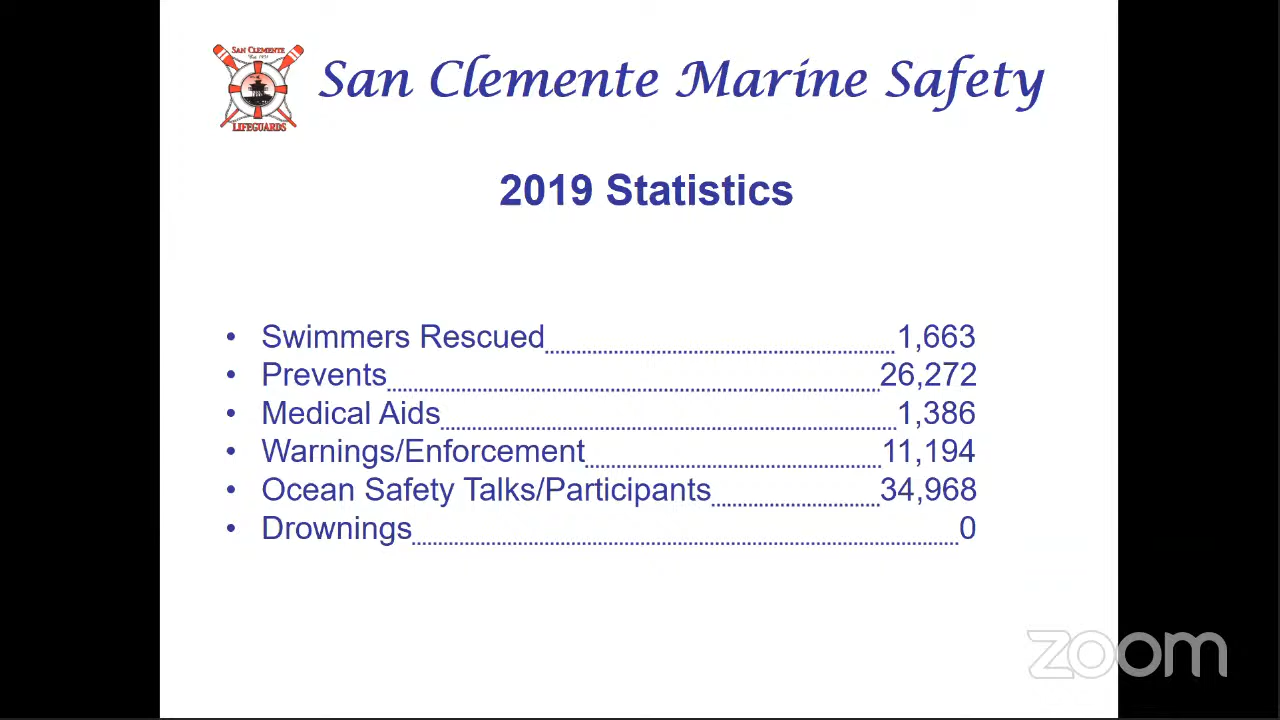 SAN CLEMENTE
LIFEGUARDS
San Clemente Marine Safety
2019 Statistics
• Swimmers Rescued 1,663
• Prevents 26,272
• Medical Aids 1,386
• Warnings/Enforcement 11,194
• Ocean Safety Talks/Participants 34,968
• Drownings 0
zoom